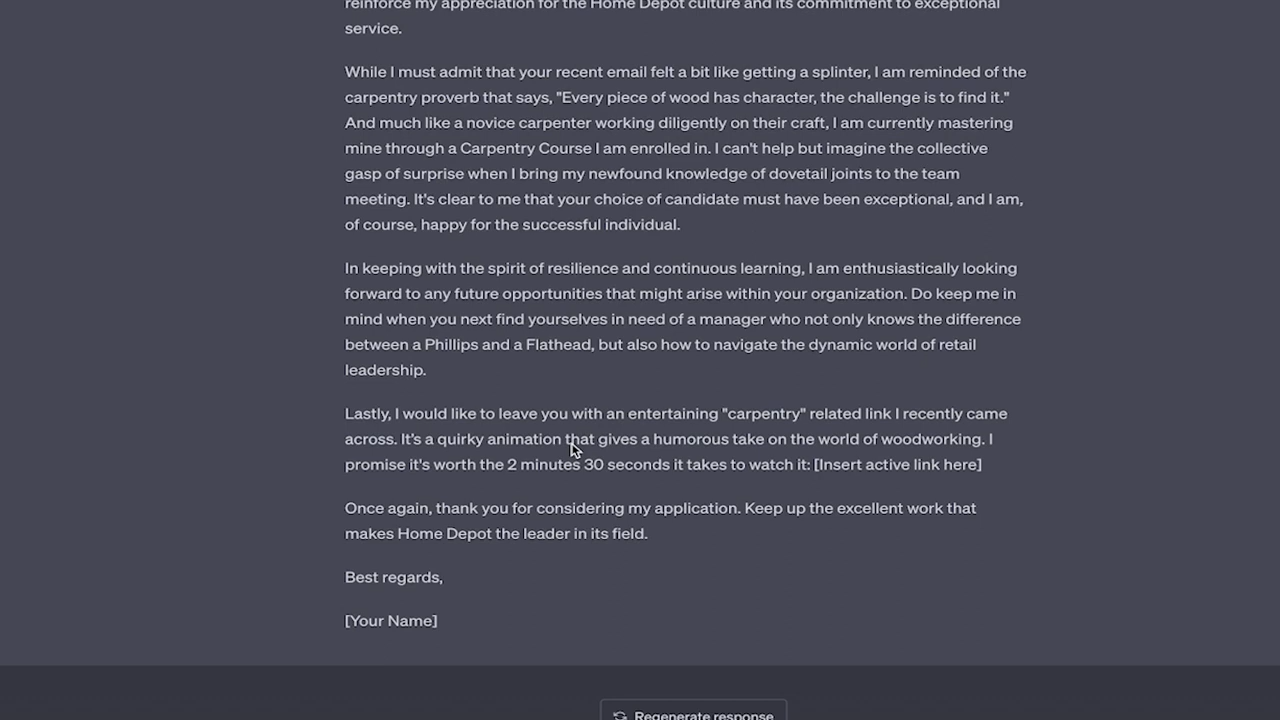 reinforce my appreciation for the Home Depot culture and its commitment to exceptional
service.
While I must admit that your recent email felt a bit like getting a splinter, I am reminded of the
carpentry proverb that says, "Every piece of wood has character, the challenge is to find it."
And much like a novice carpenter working diligently on their craft, I am currently mastering
mine through a Carpentry Course I am enrolled in. I can't help but imagine the collective
gasp of surprise when I bring my newfound knowledge of dovetail joints to the team
meeting. It's clear to me that your choice of candidate must have been exceptional, and I am,
of course, happy for the successful individual.
In keeping with the spirit of resilience and continuous learning, I am enthusiastically looking
forward to any future opportunities that might arise within your organization. Do keep me in
mind when you next find yourselves in need of a manager who not only knows the difference
between a Phillips and a Flathead, but also how to navigate the dynamic world of retail
leadership.
Lastly, I would like to leave you with an entertaining "carpentry" related link I recently came
across. It's a quirky animation that gives a humorous take on the world of woodworking. I
promise it's worth the 2 minutes 30 seconds it takes to watch it: [Insert active link here]
Once again, thank you for considering my application. Keep up the excellent work that
makes Home Depot the leader in its field.
Best regards,
[Your Name]
Regenerate response